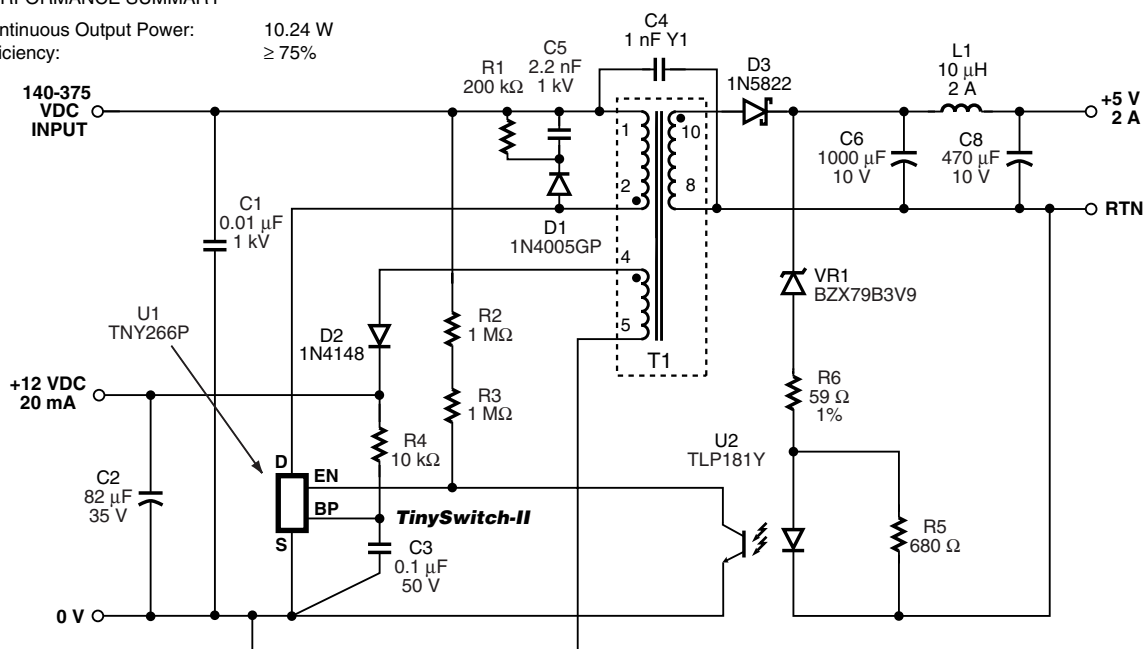 10.24 W
≥ 75%
Output Power:
C4
1 nF Y1
C5
2.2 nF
1 kV
R1
200 kΩ
D3
1N5822
L1
10 μH
2 A
140-375
VDC
INPUT
+5 V
2 A
1
10
C6
1000 μF
10 V
C8
470 μF
10 V
2
8
C1
0.01 μF
1 kV
D1
1N4005GP
RTN
4
VR1
BZX79B3V9
U1
TNY266P
D2
1N4148
R2
1 MΩ
5
T1
+12 VDC
20 mA
R3
1 MΩ
R6
59 Ω
1%
R4
10 kΩ
U2
TLP181Y
D
EN
C2
82 μF
35 V
BP
TinySwitch-II
S
C3
0.1 μF
50 V
R5
680 Ω
0 V